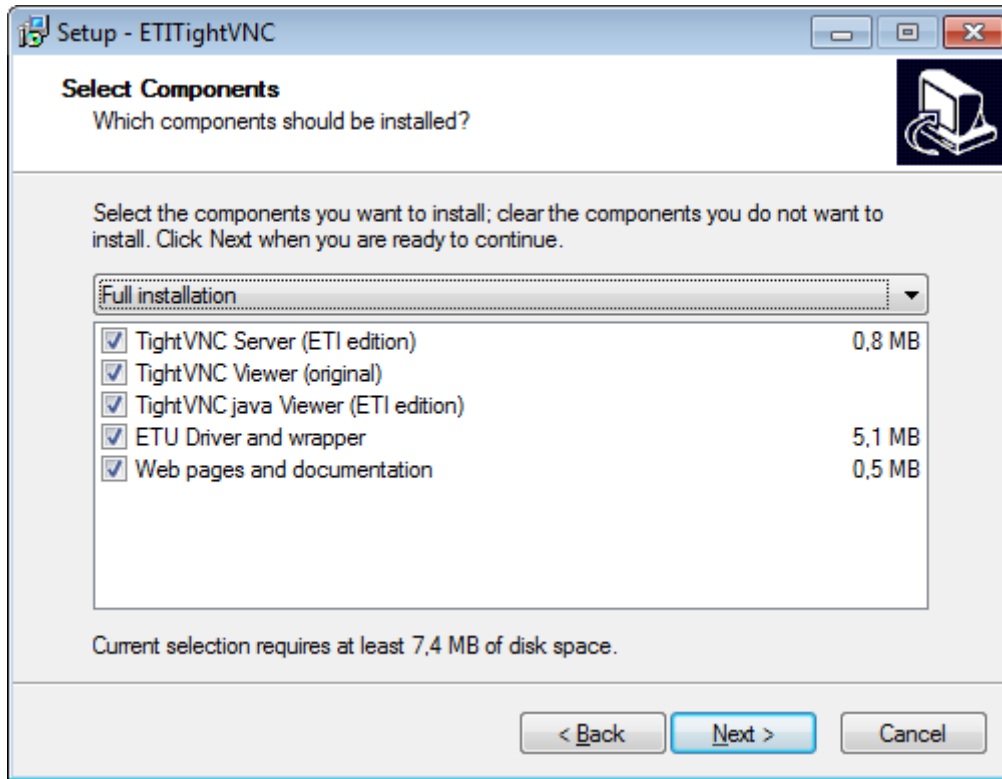 Setup - ETITightVNC
Select Components
Which components should be installed?
Select the components you want to install; clear the components you do not want to
install. Click Next when you are ready to continue.
Full installation
TightVNC Server (ETI edition) 0,8 MB
TightVNC Viewer (original)
TightVNC java Viewer (ETI edition)
ETU Driver and wrapper 5,1 MB
Web pages and documentation 0,5 MB
Current selection requires at least 7,4 MB of disk space.
< Back Next > Cancel